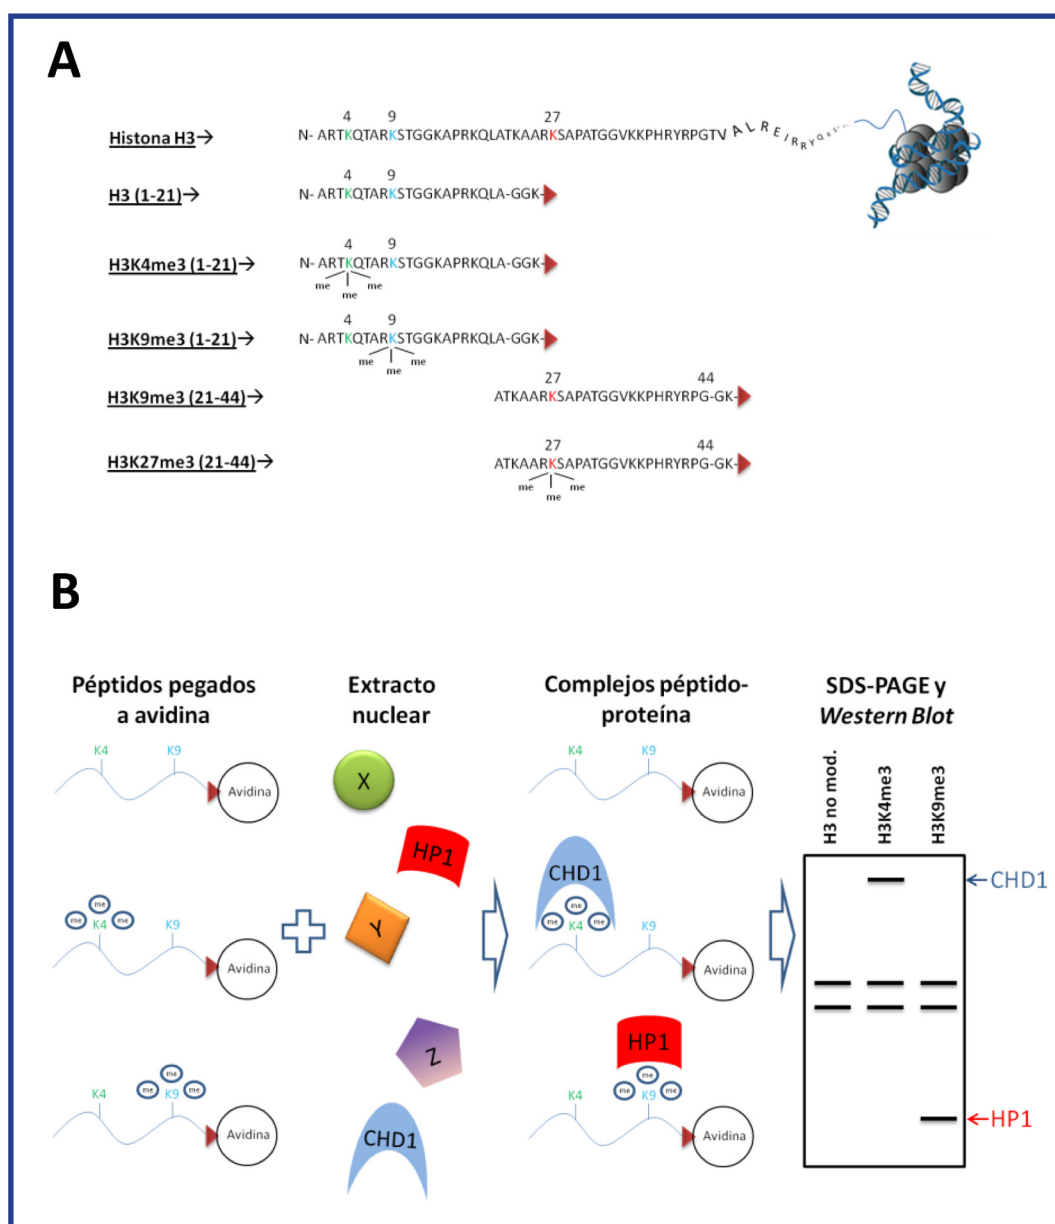 A
4 9 27
Histona H3→ N- ARTKQTARKSTGGKAPRKQLATKAARKSAPATGGVKKPHRYRPGTVALREIRRYQKS
4 9
H3 (1-21)→ N- ARTKQTARKSTGGKAPRKQLA-GGK-
4 9
H3K4me3 (1-21)→ N- ARTKQTARKSTGGKAPRKQLA-GGK-
me me
me
4 9
H3K9me3 (1-21)→ N- ARTKQTARKSTGGKAPRKQLA-GGK-
me me
me
27 44
H3K9me3 (21-44)→ ATKAARKSAPATGGVKKPHRYRPG-GK-
27 44
H3K27me3 (21-44)→ ATKAARKSAPATGGVKKPHRYRPG-GK-
me me
me
B
Péptidos pegados
a avidina
K4 K9
Avidina
me
me me
K4 K9
Avidina
me
me me
K4 K9
Avidina
Extracto
nuclear
X
HP1
Y
Z
CHD1
Complejos péptido-
proteína
K4 K9
Avidina
CHD1
me
me me
K4 K9
Avidina
HP1
me
me me
K4 K9
Avidina
SDS-PAGE y
Western Blot
H3 no mod.
H3K4me3
H3K9me3
←CHD1
←HP1